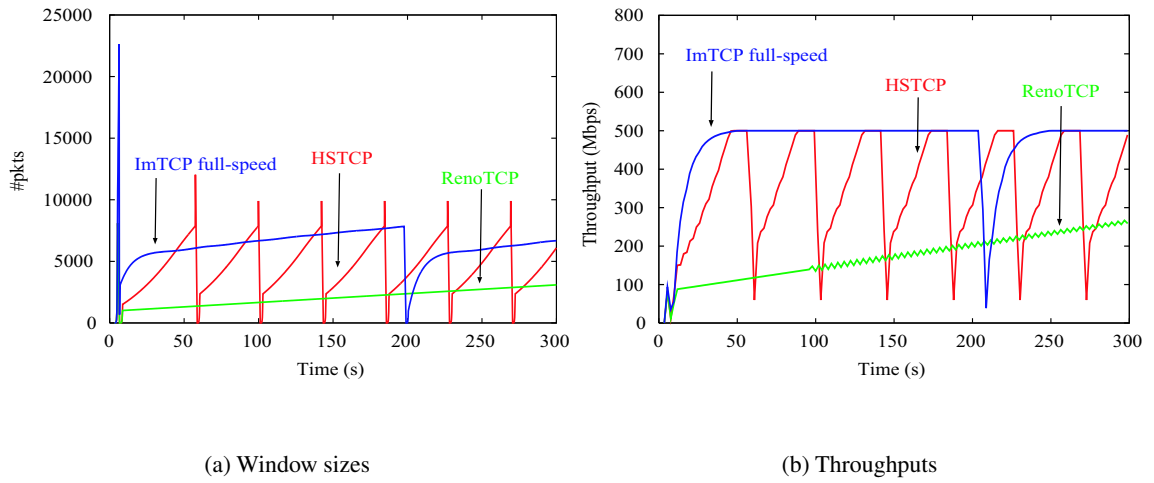 25000
20000
15000
10000
5000
0
#pkts
0 50 100 150 200 250 300
Time (s)
ImTCP full-speed
HSTCP
RenoTCP
(a) Window sizes
800
700
600
500
400
300
200
100
0
Throughput (Mbps)
0 50 100 150 200 250 300
Time (s)
ImTCP full-speed
HSTCP
RenoTCP
(b) Throughputs